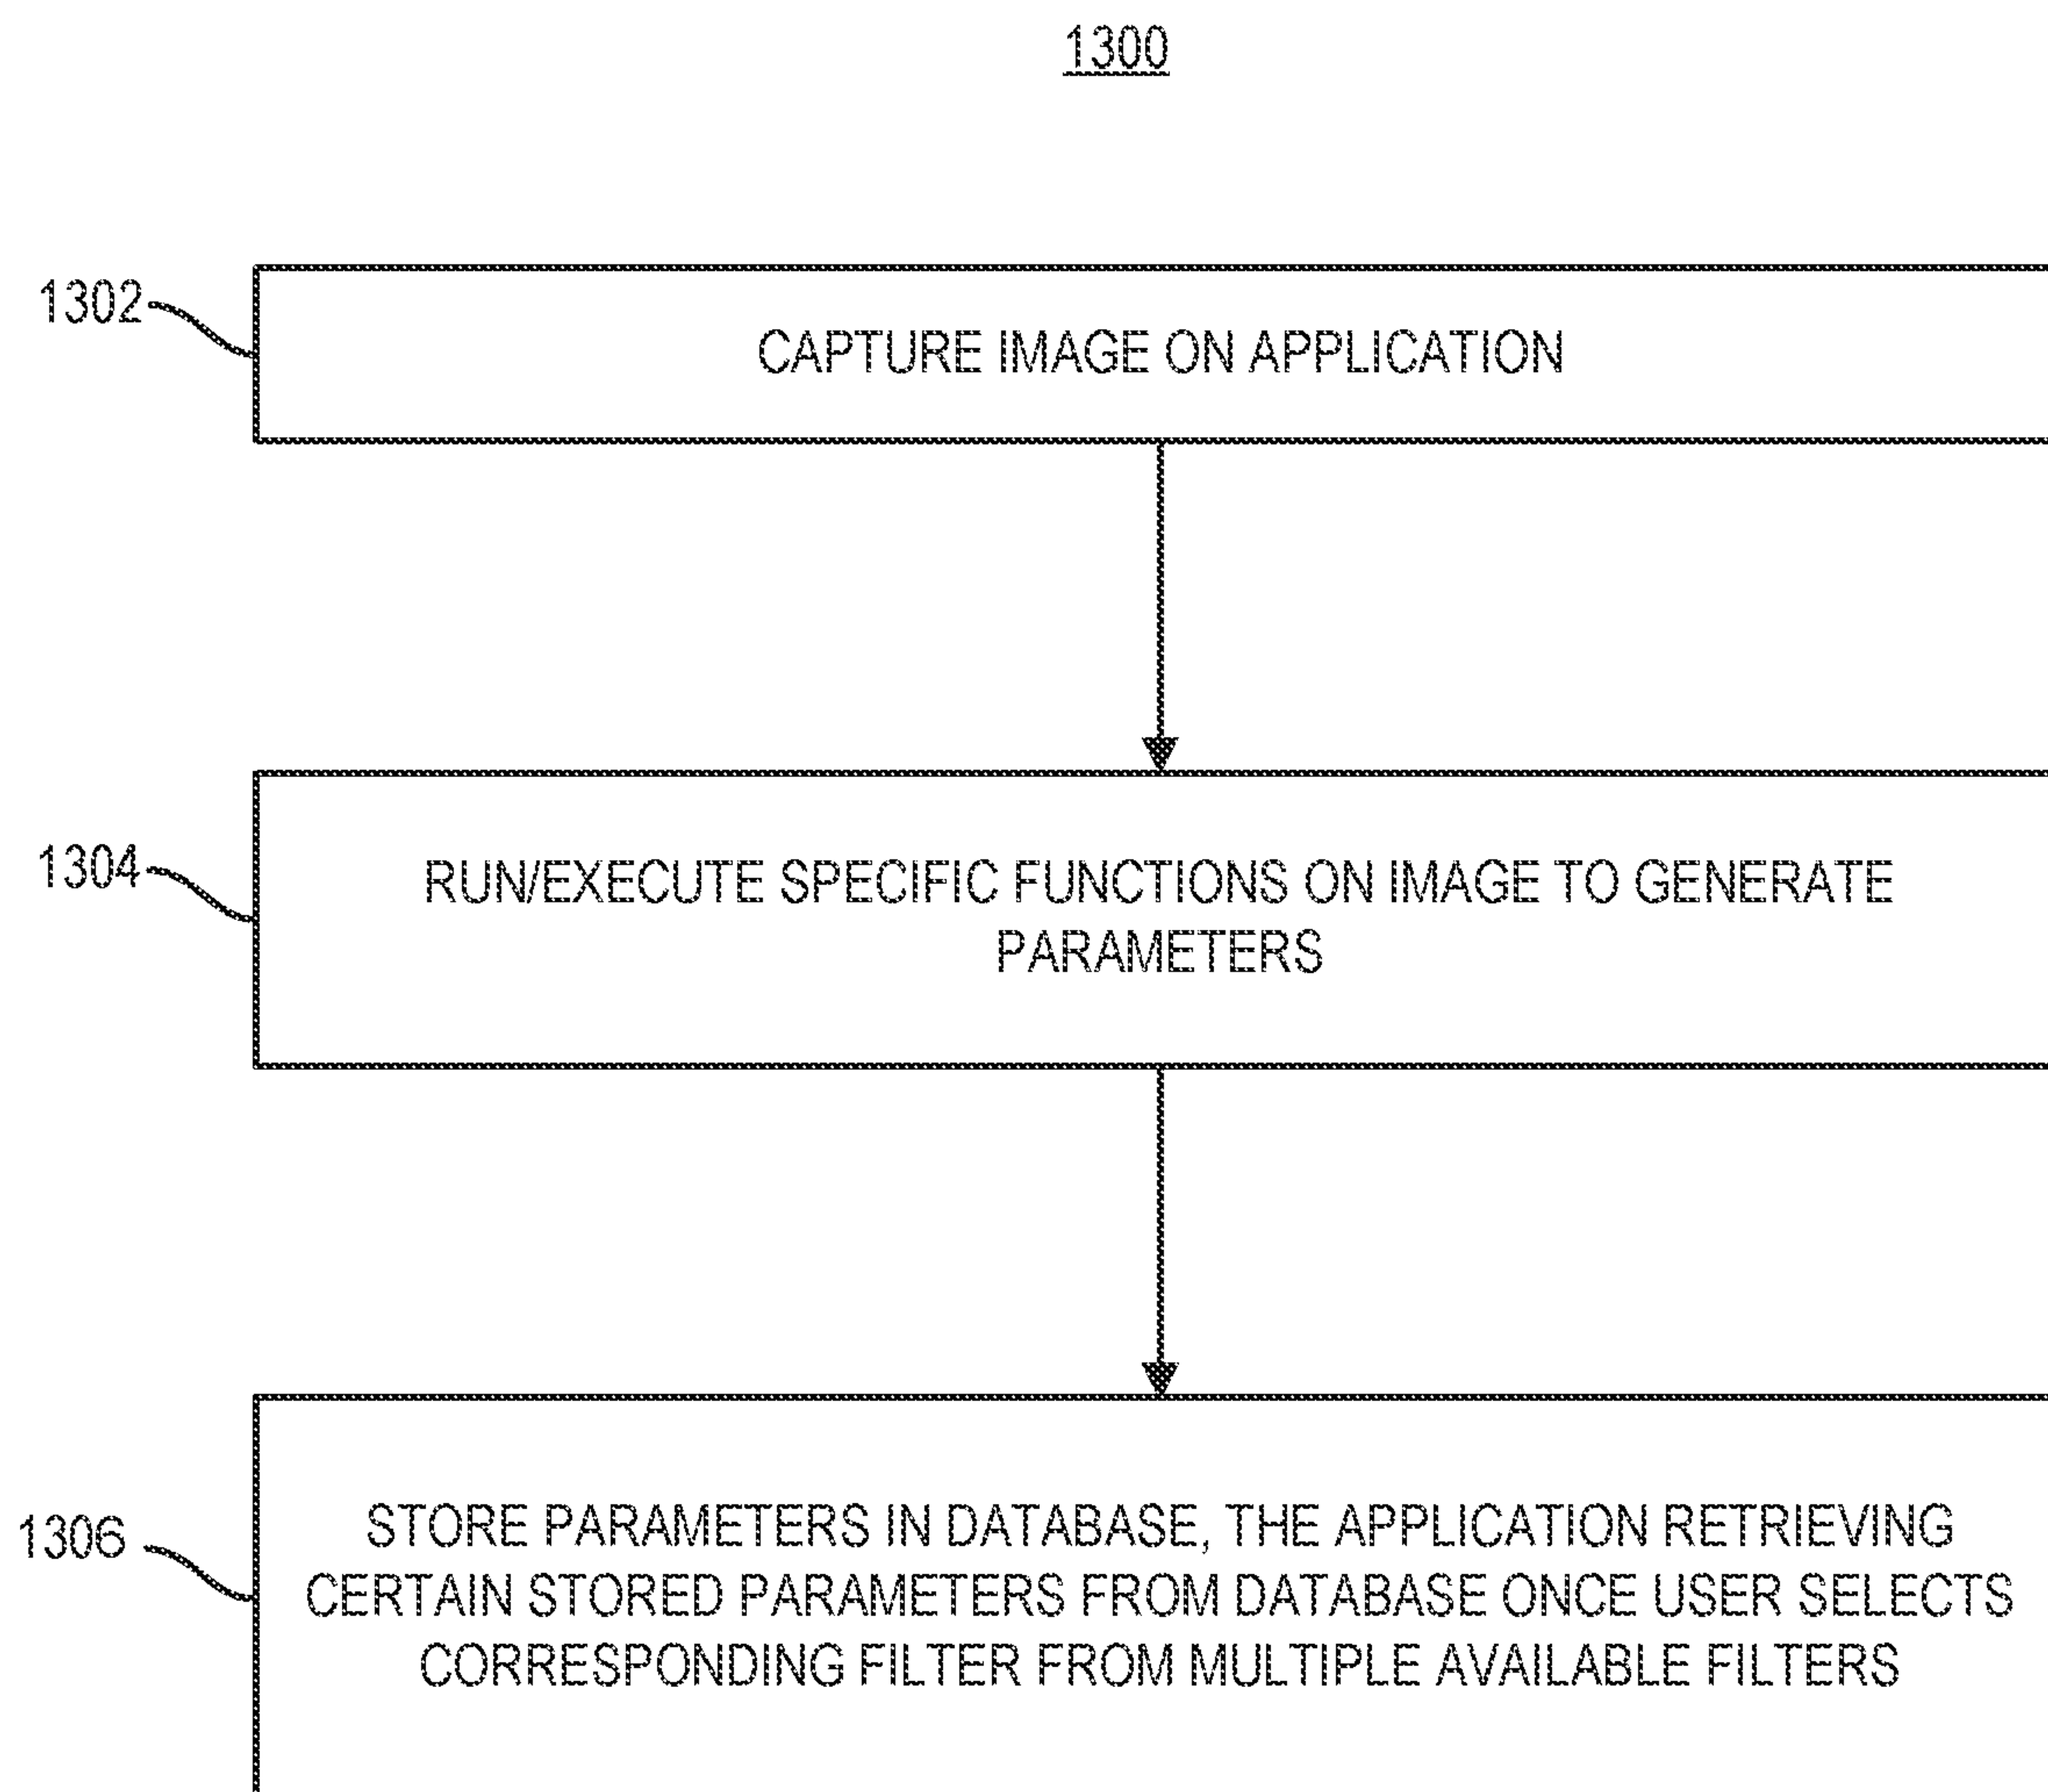 1300
1302
CAPTURE IMAGE ON APPLICATION
1304
RUN/EXECUTE SPECIFIC FUNCTIONS ON IMAGE TO GENERATE
PARAMETERS
1306
STORE PARAMETERS IN DATABASE, THE APPLICATION RETRIEVING
CERTAIN STORED PARAMETERS FROM DATABASE ONCE USER SELECTS
CORRESPONDING FILTER FROM MULTIPLE AVAILABLE FILTERS